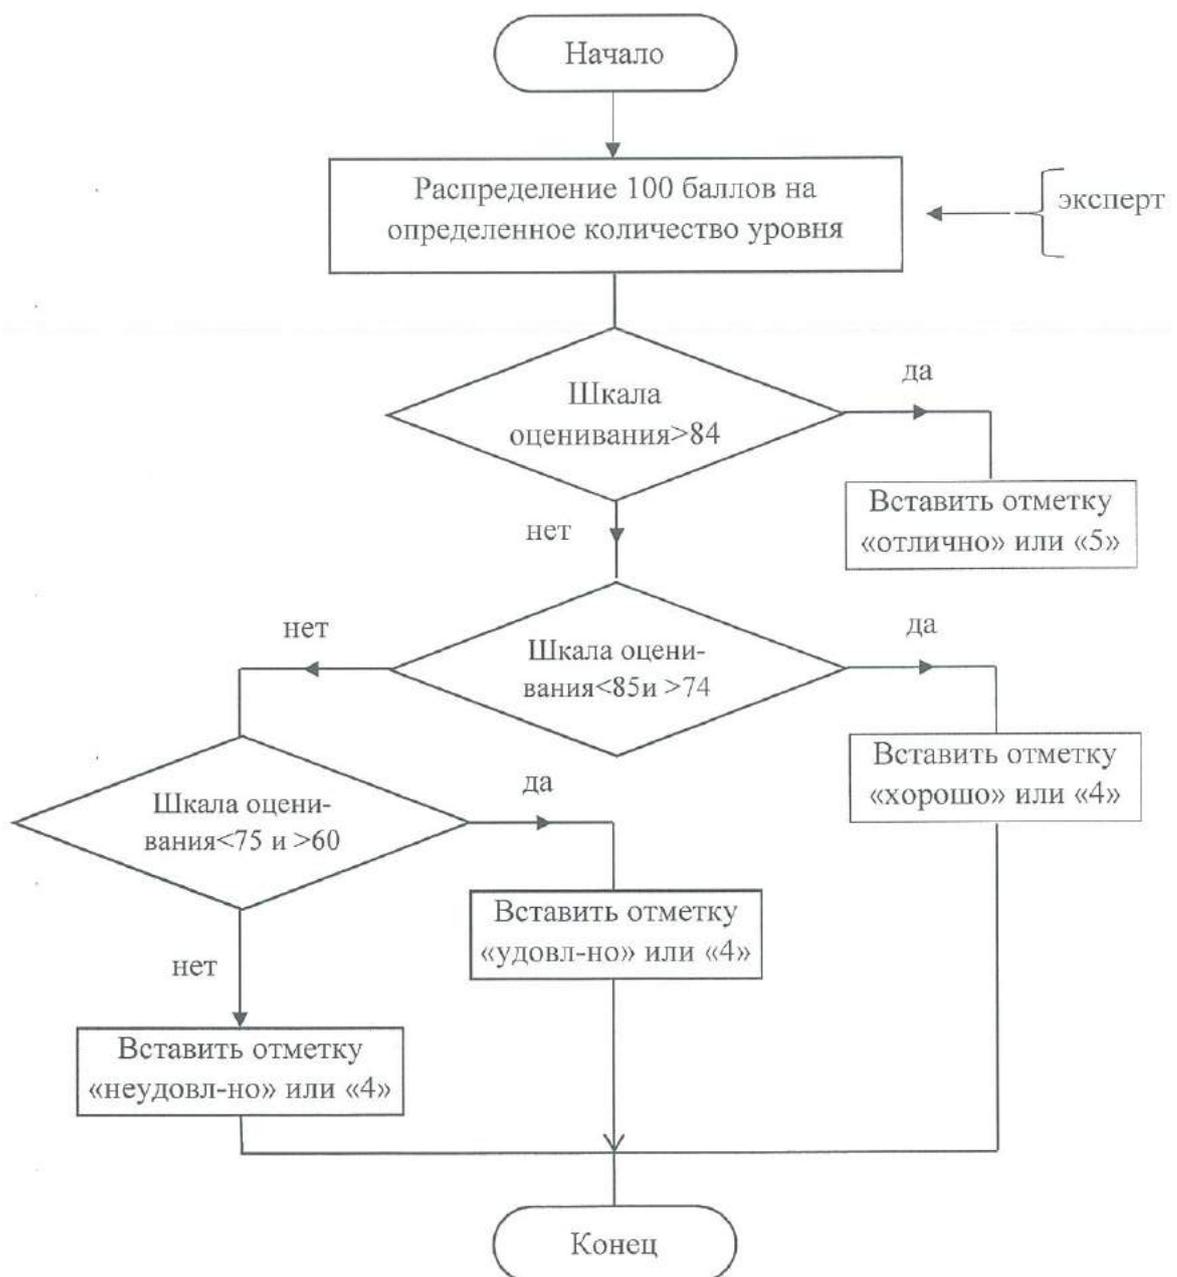 Начало
Распределение 100 баллов на
определенное количество уровня
эксперт
Шкала
оценивания>84
да
Вставить отметку
«отлично» или «5»
нет
Шкала оцени-
вания<85и >74
да
Вставить отметку
«хорошо» или «4»
нет
Шкала оцени-
вания<75 и >60
да
Вставить отметку
«удовл-но» или «4»
нет
Вставить отметку
«неудовл-но» или «4»
Конец